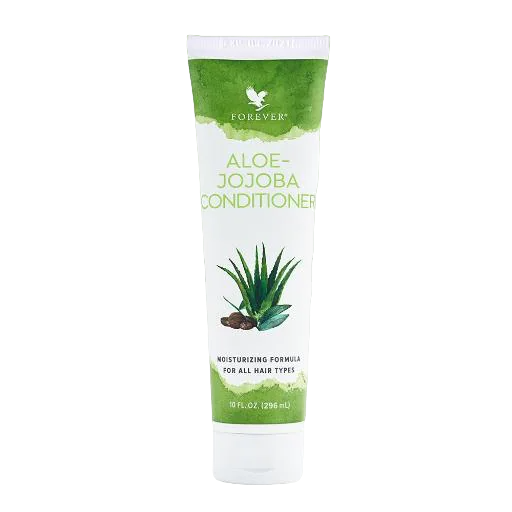 FOREVER®
ALOE-
JOJOBA
CONDITIONER
MOISTURIZING FORMULA
FOR ALL HAIR TYPES
10 FL. OZ. (296 mL)